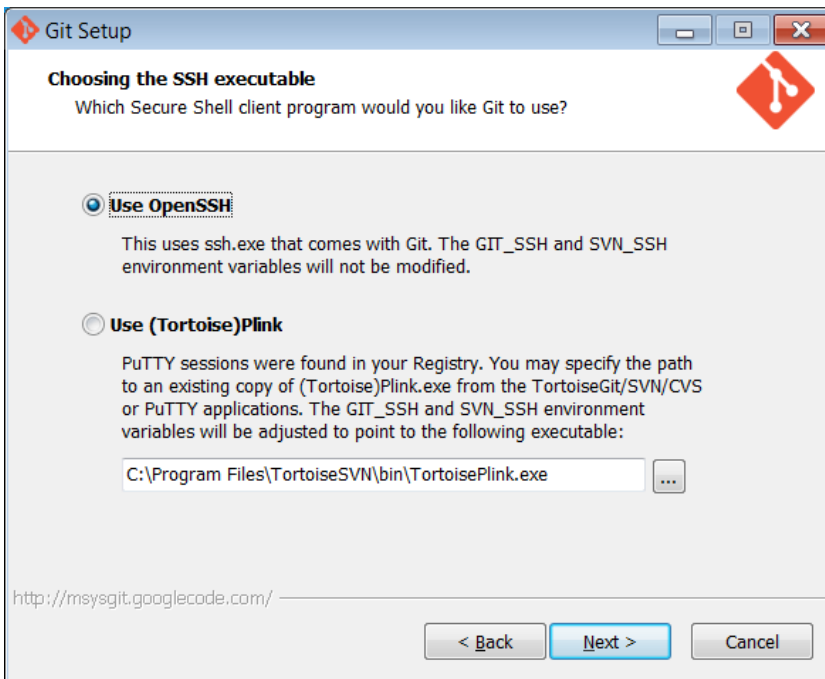 Git Setup
Choosing the SSH executable
Which Secure Shell client program would you like Git to use?
Use OpenSSH
This uses ssh.exe that comes with Git. The GIT_SSH and SVN_SSH
environment variables will not be modified.
Use (Tortoise)Plink
PuTTY sessions were found in your Registry. You may specify the path
to an existing copy of (Tortoise)Plink.exe from the TortoiseGit/SVN/CVS
or PuTTY applications. The GIT_SSH and SVN_SSH environment
variables will be adjusted to point to the following executable:
C:\Program Files\TortoiseSVN\bin\TortoisePlink.exe
...
http://msysgit.googlecode.com/
< Back Next > Cancel